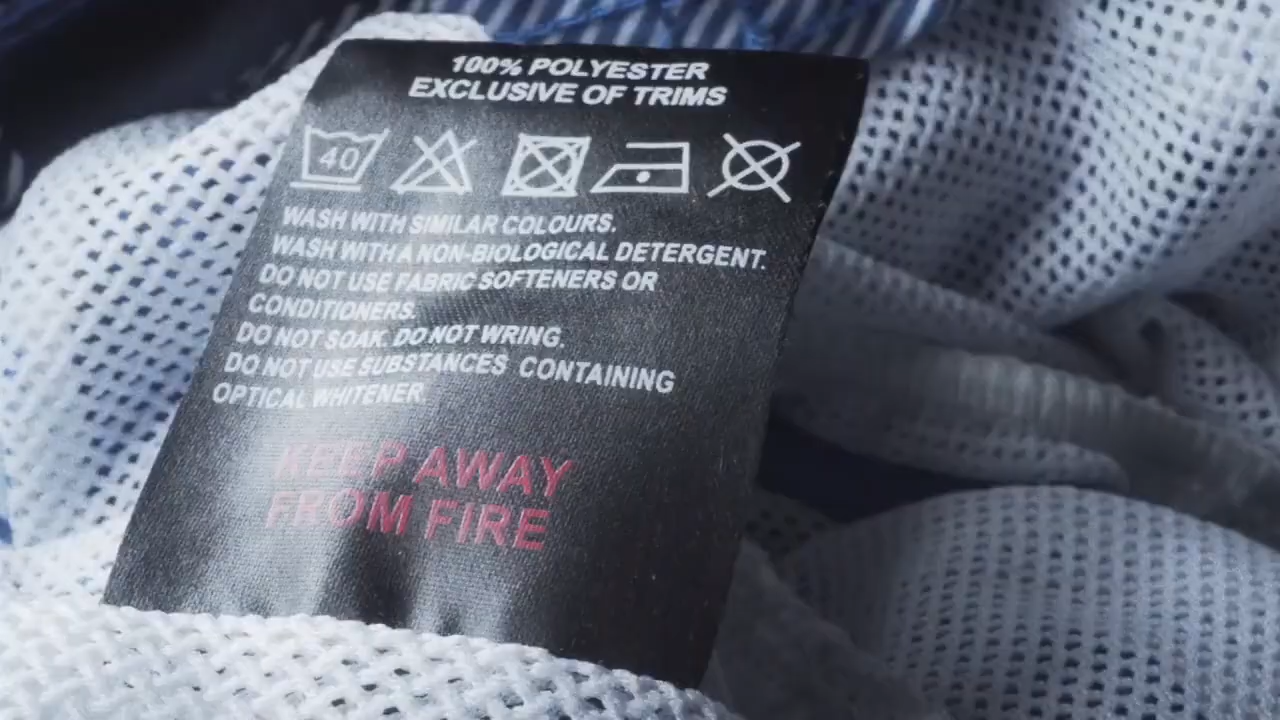 100% POLYESTER
EXCLUSIVE OF TRIMS
40
WASH WITH SIMILAR COLOURS.
WASH WITH A NON-BIOLOGICAL DETERGENT.
DO NOT USE FABRIC SOFTENERS OR
CONDITIONERS.
DO NOT SOAK. DO NOT WRING.
DO NOT USE SUBSTANCES CONTAINING
OPTICAL WHITENER.
KEEP AWAY
FROM FIRE